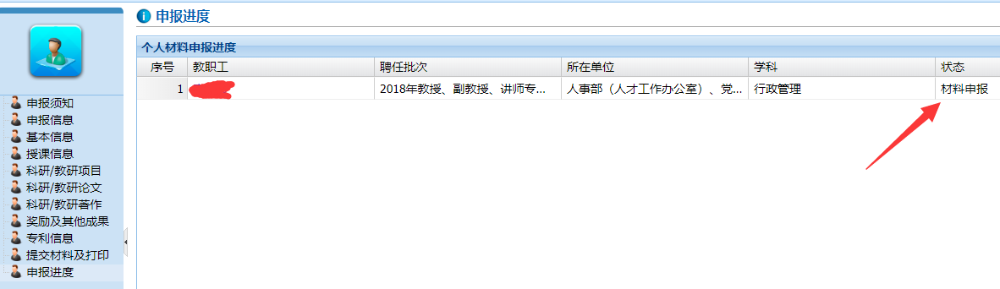 申报进度
个人材料申报进度
序号 教职工 聘任批次 所在单位 学科 状态
1 2018年教授、副教授、讲师专... 人事部（人才工作办公室）、党... 行政管理 材料申报
申报须知
申报信息
基本信息
授课信息
科研/教研项目
科研/教研论文
科研/教研著作
奖励及其他成果
专利信息
提交材料及打印
申报进度